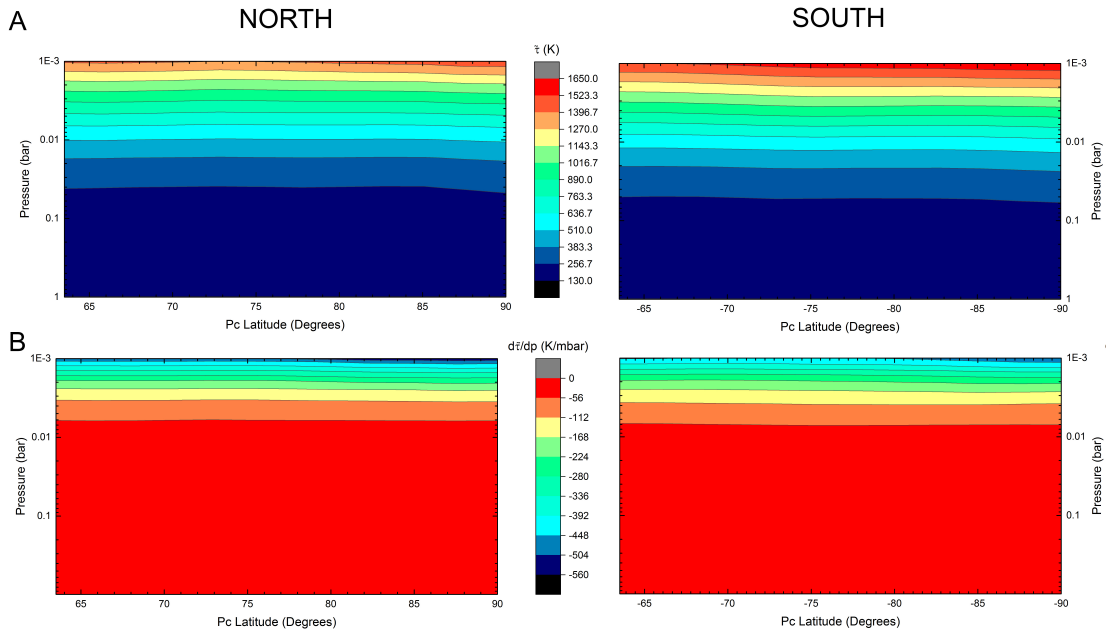 A
NORTH
SOUTH
τ̄ (K)
1E-3
0.01
0.1
1
Pressure (bar)
65 70 75 80 85 90
Pc Latitude (Degrees)
1650.0
1523.3
1396.7
1270.0
1143.3
1016.7
890.0
763.3
636.7
510.0
383.3
256.7
130.0
1E-3
0.01
0.1
1
Pressure (bar)
-65 -70 -75 -80 -85 -90
Pc Latitude (Degrees)
B
dτ̄/dp (K/mbar)
1E-3
0.01
0.1
Pressure (bar)
65 70 75 80 85 90
Pc Latitude (Degrees)
0
-56
-112
-168
-224
-280
-336
-392
-448
-504
-560
1E-3
0.01
0.1
Pressure (bar)
-65 -70 -75 -80 -85 -90
Pc Latitude (Degrees)